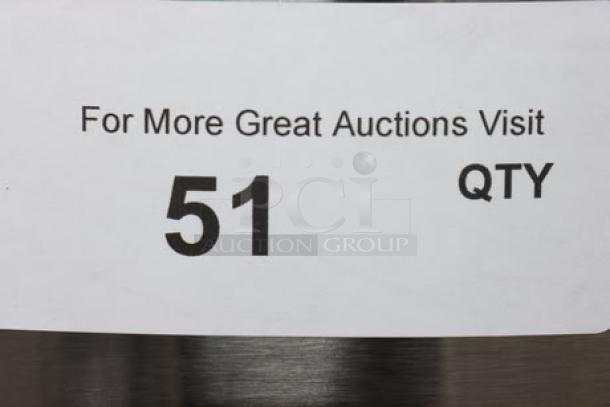 For More Great Auctions Visit
51 QTY
PCI
AUCTION GROUP